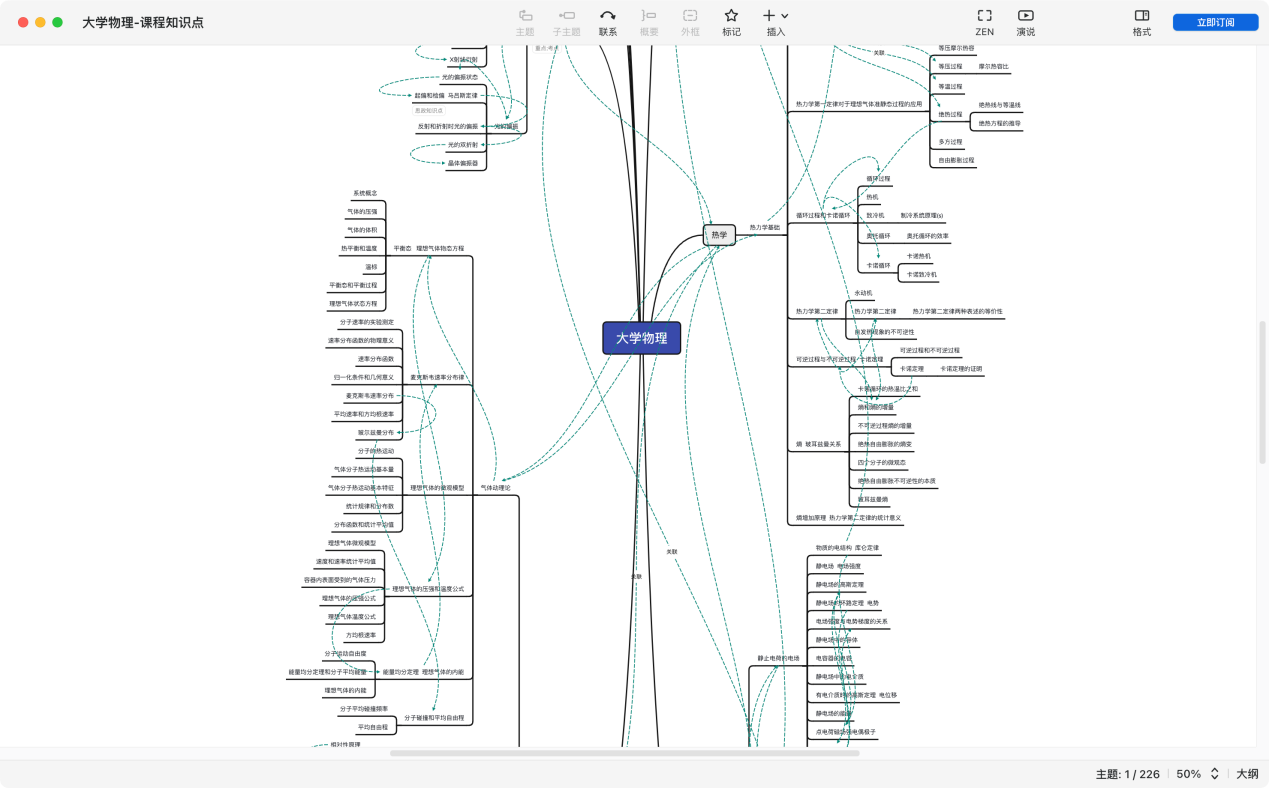 大学物理-课程知识点
主题
子主题
联系
概要
外框
标记
插入
ZEN
演说
格式
立即订阅
重点:考点
X射线衍射
光的偏振状态
起偏和检偏 马吕斯定律
反射和折射时光的偏振
光的偏振
光的双折射
晶体偏振器
系统概念
气体的压强
气体的体积
热平衡和温度
平衡态 理想气体物态方程
温标
平衡态和平衡过程
理想气体状态方程
分子速率的实验测定
速率分布函数的物理意义
速率分布函数
归一化条件和几何意义
麦克斯韦速率分布律
麦克斯韦速率分布
平均速率和方均根速率
玻尔兹曼分布
分子的热运动
气体分子热运动基本量
气体分子热运动基本特征
理想气体的微观模型
气体动理论
统计规律和分布数
分布函数和统计平均值
理想气体微观模型
速度和速率统计平均值
容器内表面受到的气体压力
理想气体的压强和温度公式
理想气体的压强公式
理想气体温度公式
方均根速率
分子运动自由度
能量均分定理和分子平均能量
能量均分定理 理想气体的内能
理想气体的内能
分子平均碰撞频率
分子碰撞和平均自由程
平均自由程
相对性原理
大学物理
热学
热力学基础
关联
关联
关联
等压摩尔热容
等压过程
摩尔热容比
等温过程
热力学第一定律对于理想气体准静态过程的应用
绝热过程
绝热线与等温线
绝热方程的推导
多方过程
自由膨胀过程
循环过程
热机
循环过程和卡诺循环
致冷机
制冷系统原理(s)
奥托循环
奥托循环的效率
卡诺循环
卡诺热机
卡诺致冷机
永动机
热力学第二定律
热力学第二定律
热力学第二定律两种表述的等价性
自发热现象的不可逆性
可逆过程与不可逆过程 卡诺定理
可逆过程和不可逆过程
卡诺定理
卡诺定理的证明
卡诺循环的热温比之和
熵和熵的增量
不可逆过程熵的增量
熵 玻耳兹曼关系
绝热自由膨胀的熵变
四个分子的微观态
绝热自由膨胀不可逆性的本质
玻耳兹曼熵
熵增加原理 热力学第二定律的统计意义
物质的电结构 库仑定律
静电场 电场强度
静电场的高斯定理
静电场的环路定理 电势
电场强度与电势梯度的关系
静电场中的导体
静止电荷的电场
电容器的电容
静电场中的电介质
有电介质时的高斯定理 电位移
静电场的能量
点电荷磁场强电偶极子
主题: 1 / 226
50%
大纲